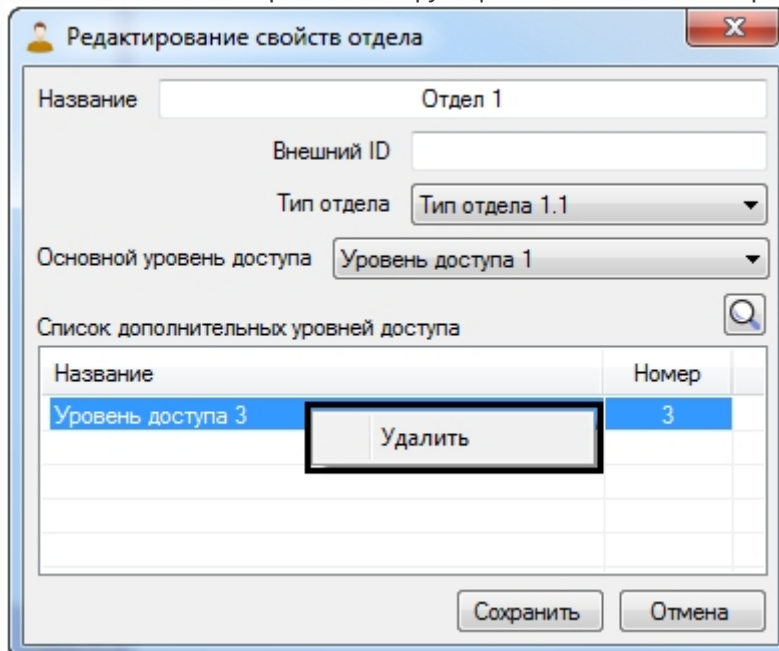 Редактирование свойств отдела
Название Отдел 1
Внешний ID
Тип отдела Тип отдела 1.1
Основной уровень доступа Уровень доступа 1
Список дополнительных уровней доступа
Название Номер
Уровень доступа 3 3
Удалить
Сохранить Отмена